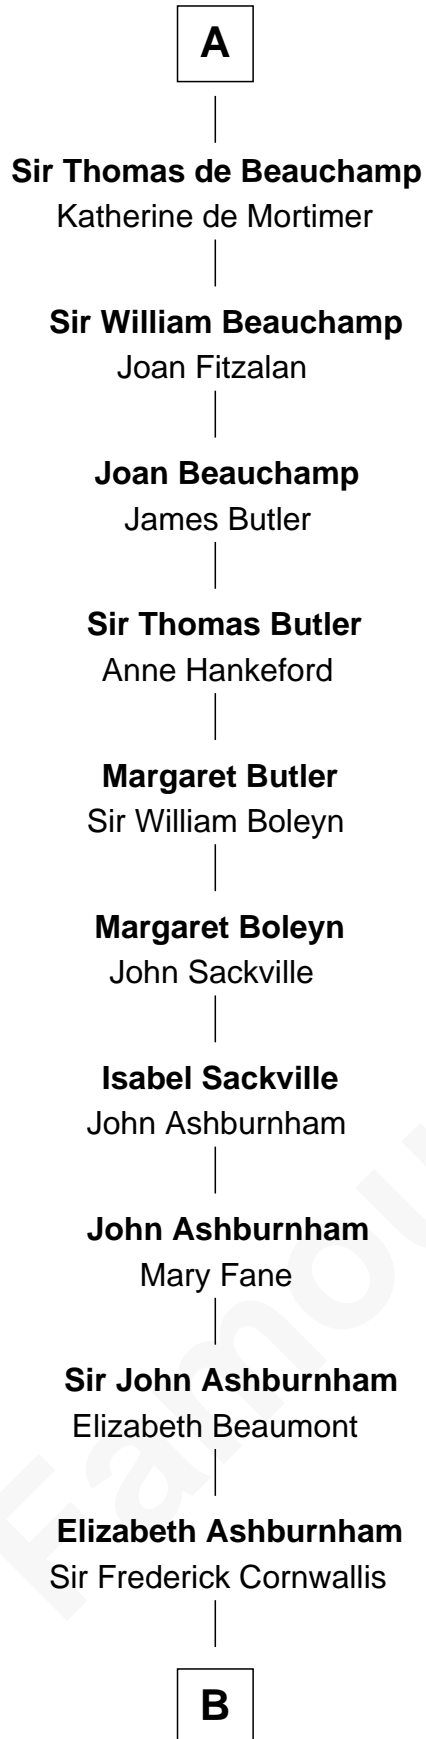 A
Sir Thomas de Beauchamp
Katherine de Mortimer
Sir William Beauchamp
Joan Fitzalan
Joan Beauchamp
James Butler
Sir Thomas Butler
Anne Hankeford
Margaret Butler
Sir William Boleyn
Margaret Boleyn
John Sackville
Isabel Sackville
John Ashburnham
John Ashburnham
Mary Fane
Sir John Ashburnham
Elizabeth Beaumont
Elizabeth Ashburnham
Sir Frederick Cornwallis
B